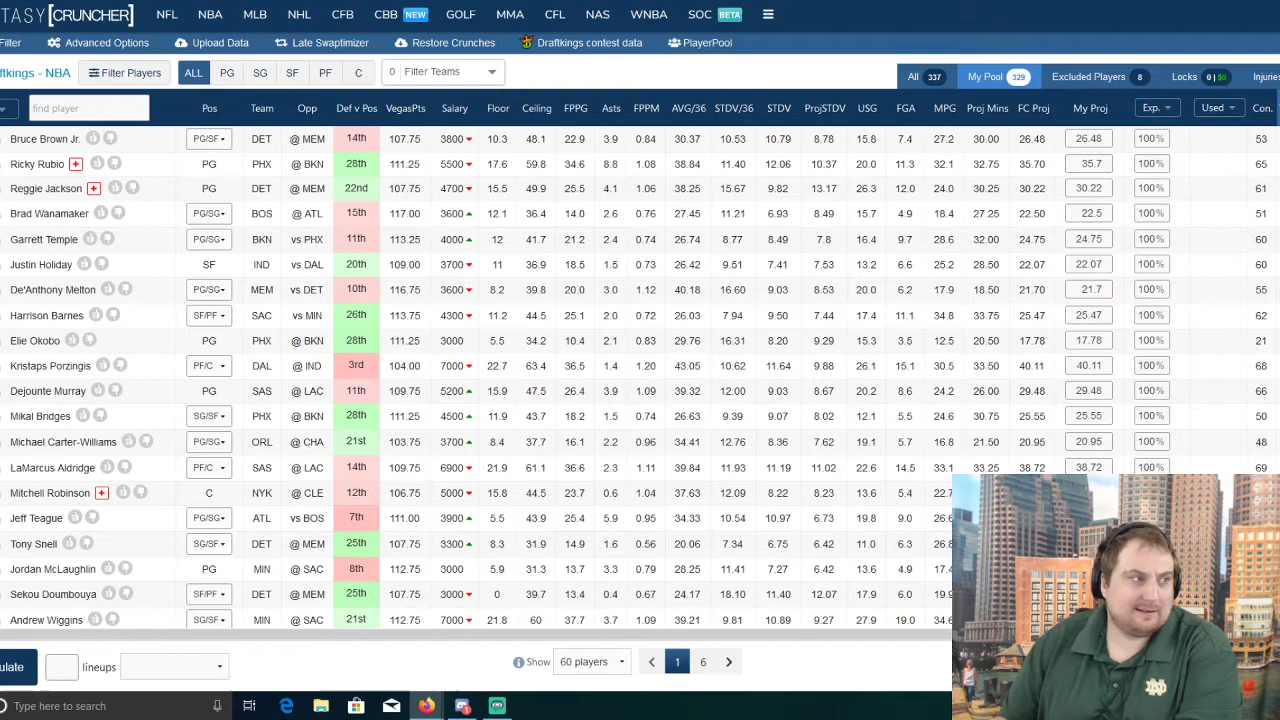 TASY[CRUNCHER] NFL NBA MLB NHL CFB CBB NEW GOLF MMA CFL NAS WNBA SOC BETA
Filter Advanced Options Upload Data Late Swaptimizer Restore Crunches Draftkings contest data PlayerPool
ftkings - NBA Filter Players ALL PG SG SF PF C 0 Filter Teams All 337 My Pool 329 Excluded Players 8 Locks 0 | $0 Injuries
find player Pos Team Opp Def v Pos VegasPts Salary Floor Ceiling FPPG Asts FPPM AVG/36 STDV/36 STDV ProjSTDV USG FGA MPG Proj Mins FC Proj My Proj Exp. Used Con.
Bruce Brown Jr. PG/SF DET @ MEM 14th 107.75 3800 10.3 48.1 22.9 3.9 0.84 30.37 10.53 10.79 8.78 15.8 7.4 27.2 30.00 26.48 26.48 100% 53
Ricky Rubio PG PHX @ BKN 28th 111.25 5500 17.6 59.8 34.6 8.8 1.08 38.84 11.40 12.06 10.37 20.0 11.3 32.1 32.75 35.70 35.7 100% 65
Reggie Jackson PG DET @ MEM 22nd 107.75 4700 15.5 49.9 25.5 4.1 1.06 38.25 15.67 9.82 13.17 26.3 12.0 24.0 30.25 30.22 30.22 100% 61
Brad Wanamaker PG/SG BOS @ ATL 15th 117.00 3600 12.1 36.4 14.0 2.6 0.76 27.45 11.21 6.93 8.49 15.7 4.9 18.4 27.25 22.50 22.5 100% 51
Garrett Temple PG/SG BKN vs PHX 11th 113.25 4000 12 41.7 21.2 2.4 0.74 26.74 8.77 8.49 7.8 16.4 9.7 28.6 32.00 24.75 24.75 100% 60
Justin Holiday SF IND vs DAL 20th 109.00 3700 11 36.9 18.5 1.5 0.73 26.42 9.51 7.41 7.53 13.2 6.6 25.2 28.50 22.07 22.07 100% 60
De'Anthony Melton PG/SG MEM vs DET 10th 116.75 3600 8.2 39.8 20.0 3.0 1.12 40.18 16.60 9.03 8.53 20.0 6.2 17.9 18.50 21.70 21.7 100% 55
Harrison Barnes SF/PF SAC vs MIN 26th 113.75 4300 11.2 44.5 25.1 2.0 0.72 26.03 7.94 9.50 7.44 17.4 11.1 34.8 33.75 25.47 25.47 100% 62
Elie Okobo PG PHX @ BKN 28th 111.25 3000 5.5 34.2 10.4 2.1 0.83 29.76 16.31 8.20 9.29 15.3 3.5 12.5 20.50 17.78 17.78 100% 21
Kristaps Porzingis PF/C DAL @ IND 3rd 104.00 7000 22.7 63.4 36.5 1.4 1.20 43.05 10.62 11.64 9.88 26.1 15.1 30.5 33.50 40.11 40.11 100% 68
Dejounte Murray PG SAS @ LAC 11th 109.75 5200 15.9 47.5 26.4 3.9 1.09 39.32 12.00 9.03 8.67 20.2 8.6 24.2 26.00 29.48 29.48 100% 66
Mikal Bridges SG/SF PHX @ BKN 28th 111.25 4500 11.9 43.7 18.2 1.5 0.74 26.63 9.39 9.07 8.02 12.1 5.5 24.6 30.75 25.55 25.55 100% 50
Michael Carter-Williams PG/SG ORL @ CHA 21st 103.75 3700 8.4 37.7 16.1 2.2 0.96 34.41 12.76 8.36 7.62 19.1 5.7 16.8 21.50 20.95 20.95 100% 48
LaMarcus Aldridge PF/C SAS @ LAC 14th 109.75 6900 21.9 61.1 36.6 2.3 1.11 39.84 11.93 11.19 11.02 22.6 14.5 33.1 33.25 38.72 38.72 100% 69
Mitchell Robinson C NYK @ CLE 12th 106.75 5000 15.8 44.5 23.7 0.6 1.04 37.63 12.09 8.22 8.23 13.6 5.4 22.7
Jeff Teague PG/SG ATL vs BOS 7th 111.00 3900 5.5 43.9 25.4 5.9 0.95 34.33 10.54 10.97 6.73 19.8 9.0 26.6
Tony Snell SG/SF DET @ MEM 25th 107.75 3300 8.3 31.9 14.9 1.6 0.56 20.06 7.34 6.75 6.42 11.0 6.3 26.8
Jordan McLaughlin PG MIN @ SAC 8th 112.75 3000 5.9 31.3 13.7 3.3 0.79 28.25 11.41 7.27 6.42 13.6 4.9 17.4
Sekou Doumbouya SF/PF DET @ MEM 25th 107.75 3000 0 39.7 13.4 0.4 0.67 24.17 18.10 11.40 12.07 17.9 6.0 19.9
Andrew Wiggins SG/SF MIN @ SAC 21st 112.75 7000 21.8 60 37.7 3.7 1.09 39.21 9.81 10.89 9.27 27.9 19.0 34.6
ulate lineups Show 60 players 1 6
Type here to search